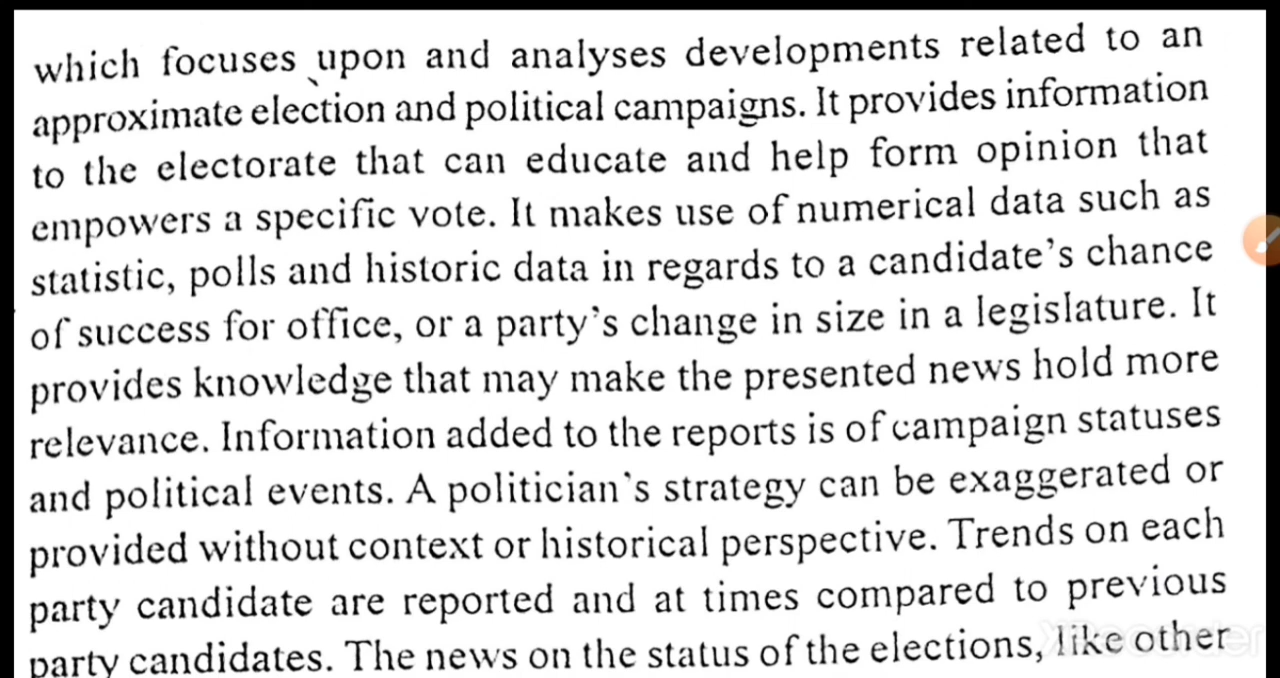 which focuses upon and analyses developments related to an
approximate election and political campaigns. It provides information
to the electorate that can educate and help form opinion that
empowers a specific vote. It makes use of numerical data such as
statistic, polls and historic data in regards to a candidate's chance
of success for office, or a party's change in size in a legislature. It
provides knowledge that may make the presented news hold more
relevance. Information added to the reports is of campaign statuses
and political events. A politician's strategy can be exaggerated or
provided without context or historical perspective. Trends on each
party candidate are reported and at times compared to previous
party candidates. The news on the status of the elections, like other
XRecorder